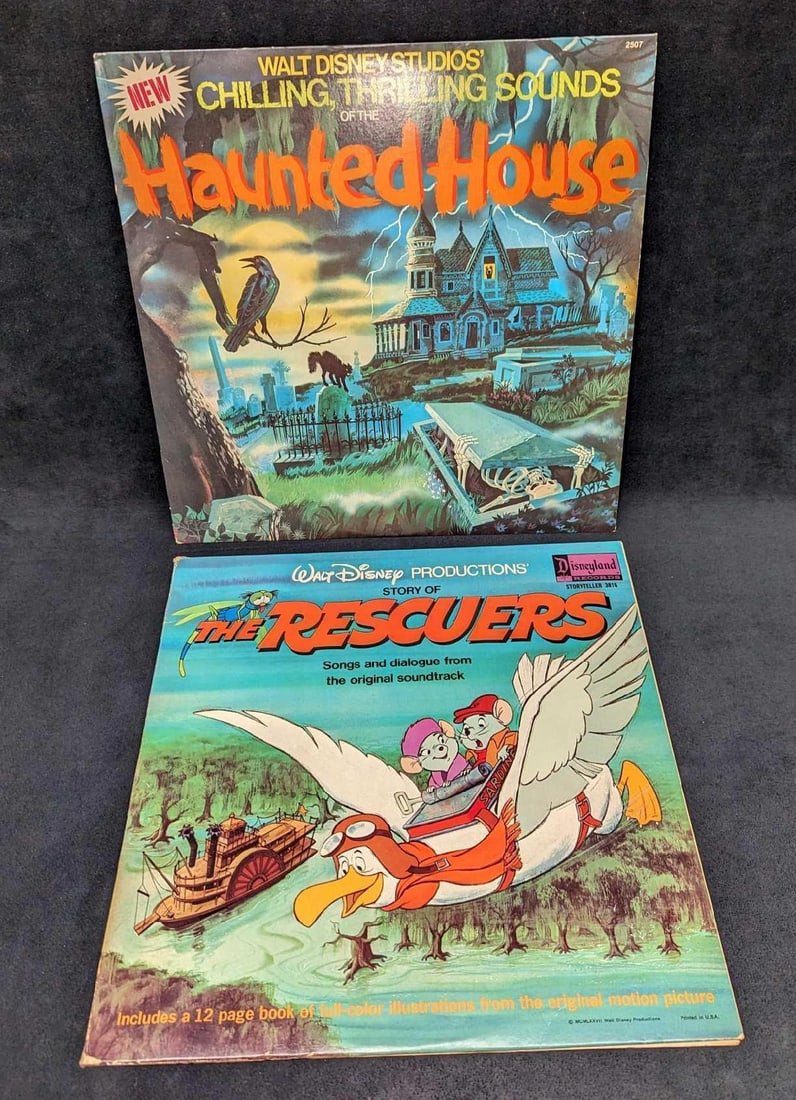 2507
NEW
WALT DISNEY STUDIOS'
CHILLING, THRILLING SOUNDS
OF THE
Haunted House
WALT DISNEY PRODUCTIONS'
STORY OF
THE RESCUERS
Disneyland
RECORDS
STORYTELLER 3816
Songs and dialogue from
the original soundtrack
SARDINE
Includes a 12 page book of full-color illustrations from the original motion picture
© MCMLXXVII Walt Disney Productions
Printed in U.S.A.